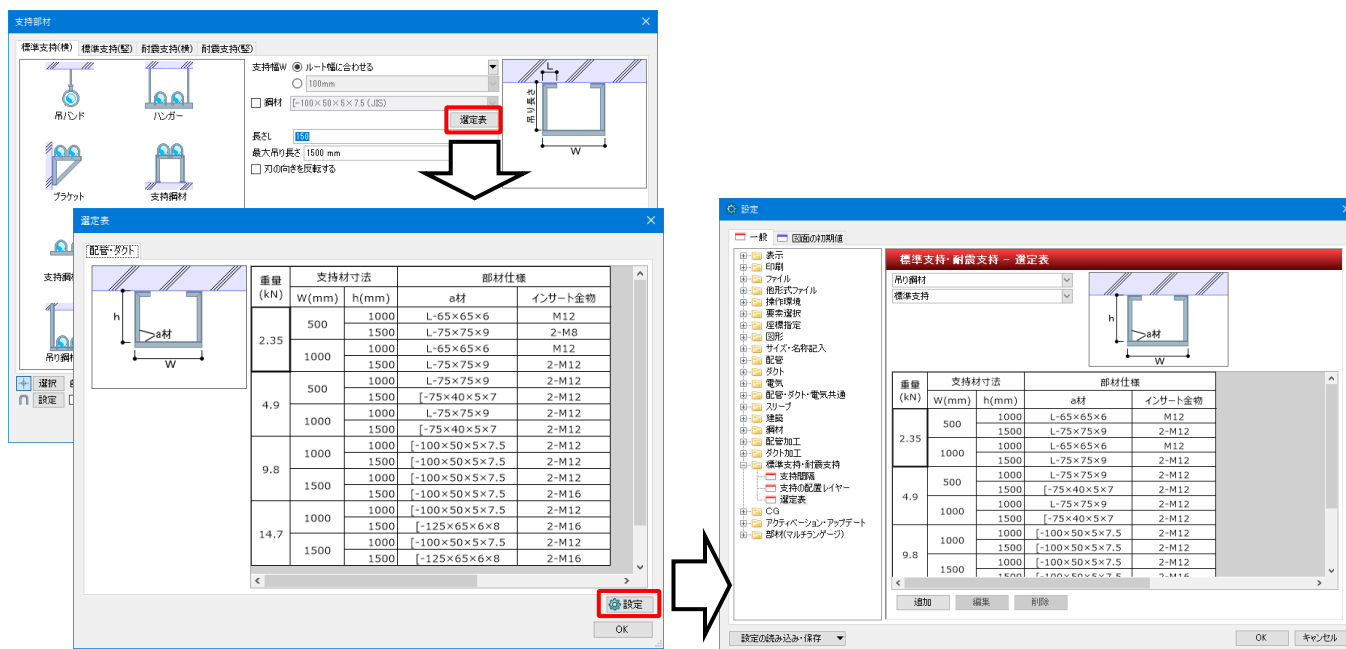 支持部材
標準支持(横) 標準支持(竪) 耐震支持(横) 耐震支持(竪)
吊バンド ハンガー
ブラケット 支持鋼材
支持鋼
吊り鋼
選択
設定
支持幅W ルート幅に合わせる
100mm
鋼材 [-100×50×5×7.5 (JIS)
選定表
長さL 150
最大吊り長さ 1500 mm
刃の向きを反転する
L
吊り長さ
W
選定表
配管・ダクト
h
a材
W
重量 支持材寸法 部材仕様
(kN) W(mm) h(mm) a材 インサート金物
2.35 500 1000 L-65×65×6 M12
1500 L-75×75×9 2-M8
1000 1000 L-65×65×6 M12
1500 L-75×75×9 2-M12
4.9 500 1000 L-75×75×9 2-M12
1500 [-75×40×5×7 2-M12
1000 1000 L-75×75×9 2-M12
1500 [-75×40×5×7 2-M12
9.8 1000 1000 [-100×50×5×7.5 2-M12
1500 [-100×50×5×7.5 2-M12
1500 1000 [-100×50×5×7.5 2-M12
1500 [-100×50×5×7.5 2-M16
14.7 1000 1000 [-100×50×5×7.5 2-M12
1500 [-125×65×6×8 2-M16
1500 1000 [-100×50×5×7.5 2-M12
1500 [-125×65×6×8 2-M16
設定
OK
設定
一般 図面の初期値
表示
印刷
ファイル
他形式ファイル
操作環境
要素選択
座標指定
図形
サイズ・名称記入
配管
ダクト
電気
配管・ダクト・電気共通
スリーブ
建築
鋼材
配管加工
ダクト加工
標準支持・耐震支持
支持間隔
支持の配置レイヤー
選定表
CG
アクティベーション・アップデート
部材(マルチランゲージ)
標準支持・耐震支持 - 選定表
吊り鋼材
標準支持
h
a材
W
重量 支持材寸法 部材仕様
(kN) W(mm) h(mm) a材 インサート金物
2.35 500 1000 L-65×65×6 M12
1500 L-75×75×9 2-M12
1000 1000 L-65×65×6 M12
1500 L-75×75×9 2-M12
4.9 500 1000 L-75×75×9 2-M12
1500 [-75×40×5×7 2-M12
1000 1000 L-75×75×9 2-M12
1500 [-75×40×5×7 2-M12
9.8 1000 1000 [-100×50×5×7.5 2-M12
1500 [-100×50×5×7.5 2-M12
1500 1000 [-100×50×5×7.5 2-M12
1500 [-100×50×5×7.5 2-M16
追加 編集 削除
設定の読み込み・保存 OK キャンセル